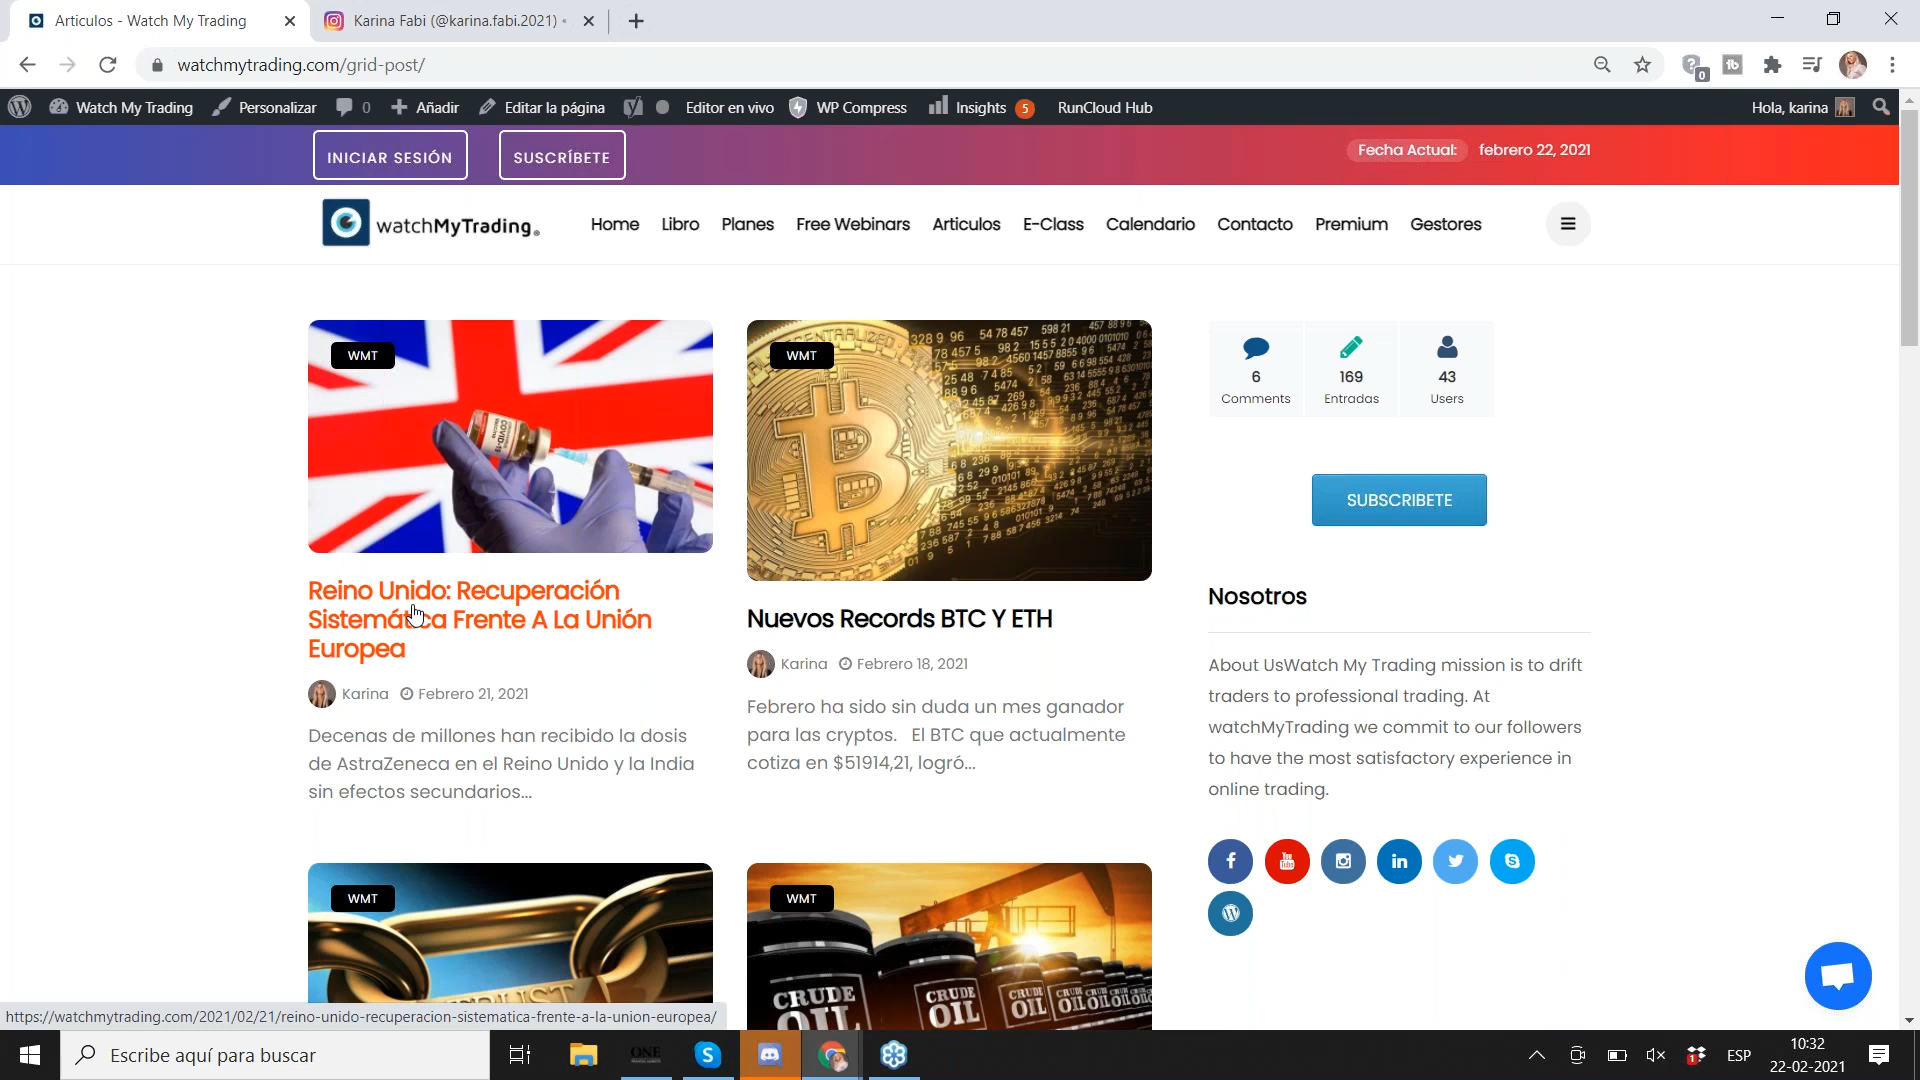 Articulos - Watch My Trading
Karina Fabi (@karina.fabi.2021)
watchmytrading.com/grid-post/
Watch My Trading
Personalizar
0
Añadir
Editar la página
Editor en vivo
WP Compress
Insights
5
RunCloud Hub
Hola, karina
INICIAR SESIÓN
SUSCRÍBETE
Fecha Actual:
febrero 22, 2021
watchMyTrading
Home
Libro
Planes
Free Webinars
Articulos
E-Class
Calendario
Contacto
Premium
Gestores
WMT
Reino Unido: Recuperación
Sistemática Frente A La Unión
Europea
Karina
Febrero 21, 2021
Decenas de millones han recibido la dosis
de AstraZeneca en el Reino Unido y la India
sin efectos secundarios...
WMT
Nuevos Records BTC Y ETH
Karina
Febrero 18, 2021
Febrero ha sido sin duda un mes ganador
para las cryptos. El BTC que actualmente
cotiza en $51914,21, logró...
6
Comments
169
Entradas
43
Users
SUBSCRIBETE
Nosotros
About UsWatch My Trading mission is to drift
traders to professional trading. At
watchMyTrading we commit to our followers
to have the most satisfactory experience in
online trading.
WMT
TRUST
WMT
CRUDE
OIL
CRUDE
OIL
CRUDE
OIL
https://watchmytrading.com/2021/02/21/reino-unido-recuperacion-sistematica-frente-a-la-union-europea/
Escribe aquí para buscar
ONE
ESP
10:32
22-02-2021